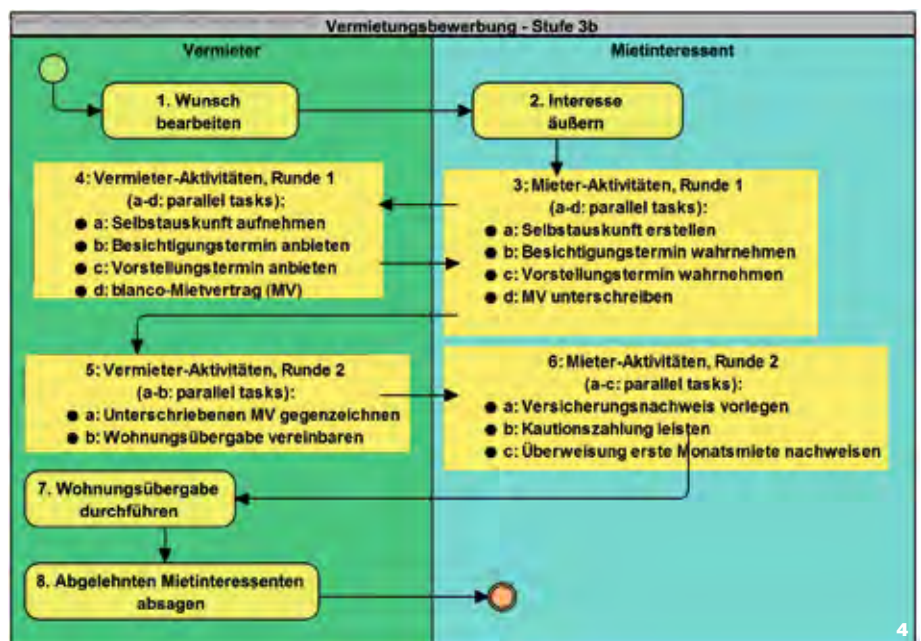 Vermietungsbewerbung - Stufe 3b
Vermieter
Mietinteressent
1. Wunsch
bearbeiten
2. Interesse
äußern
4: Vermieter-Aktivitäten, Runde 1
(a-d: parallel tasks):
● a: Selbstauskunft aufnehmen
● b: Besichtigungstermin anbieten
● c: Vorstellungstermin anbieten
● d: blanco-Mietvertrag (MV)
3: Mieter-Aktivitäten, Runde 1
(a-d: parallel tasks):
● a: Selbstauskunft erstellen
● b: Besichtigungstermin wahrnehmen
● c: Vorstellungstermin wahrnehmen
● d: MV unterschreiben
5: Vermieter-Aktivitäten, Runde 2
(a-b: parallel tasks):
● a: Unterschriebenen MV gegenzeichnen
● b: Wohnungsübergabe vereinbaren
6: Mieter-Aktivitäten, Runde 2
(a-c: parallel tasks):
● a: Versicherungsnachweis vorlegen
● b: Kautionszahlung leisten
● c: Überweisung erste Monatsmiete nachweisen
7. Wohnungsübergabe
durchführen
8. Abgelehnten Mietinteressenten
absagen
4